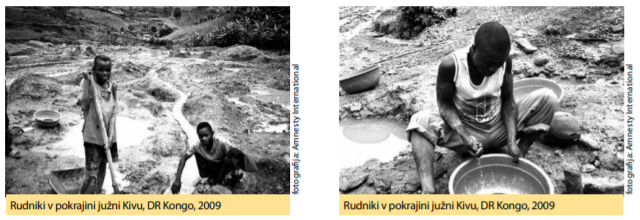 fotografija: Amnesty International
Rudniki v pokrajini južni Kivu, DR Kongo, 2009
fotografija: Amnesty International
Rudniki v pokrajini južni Kivu, DR Kongo, 2009